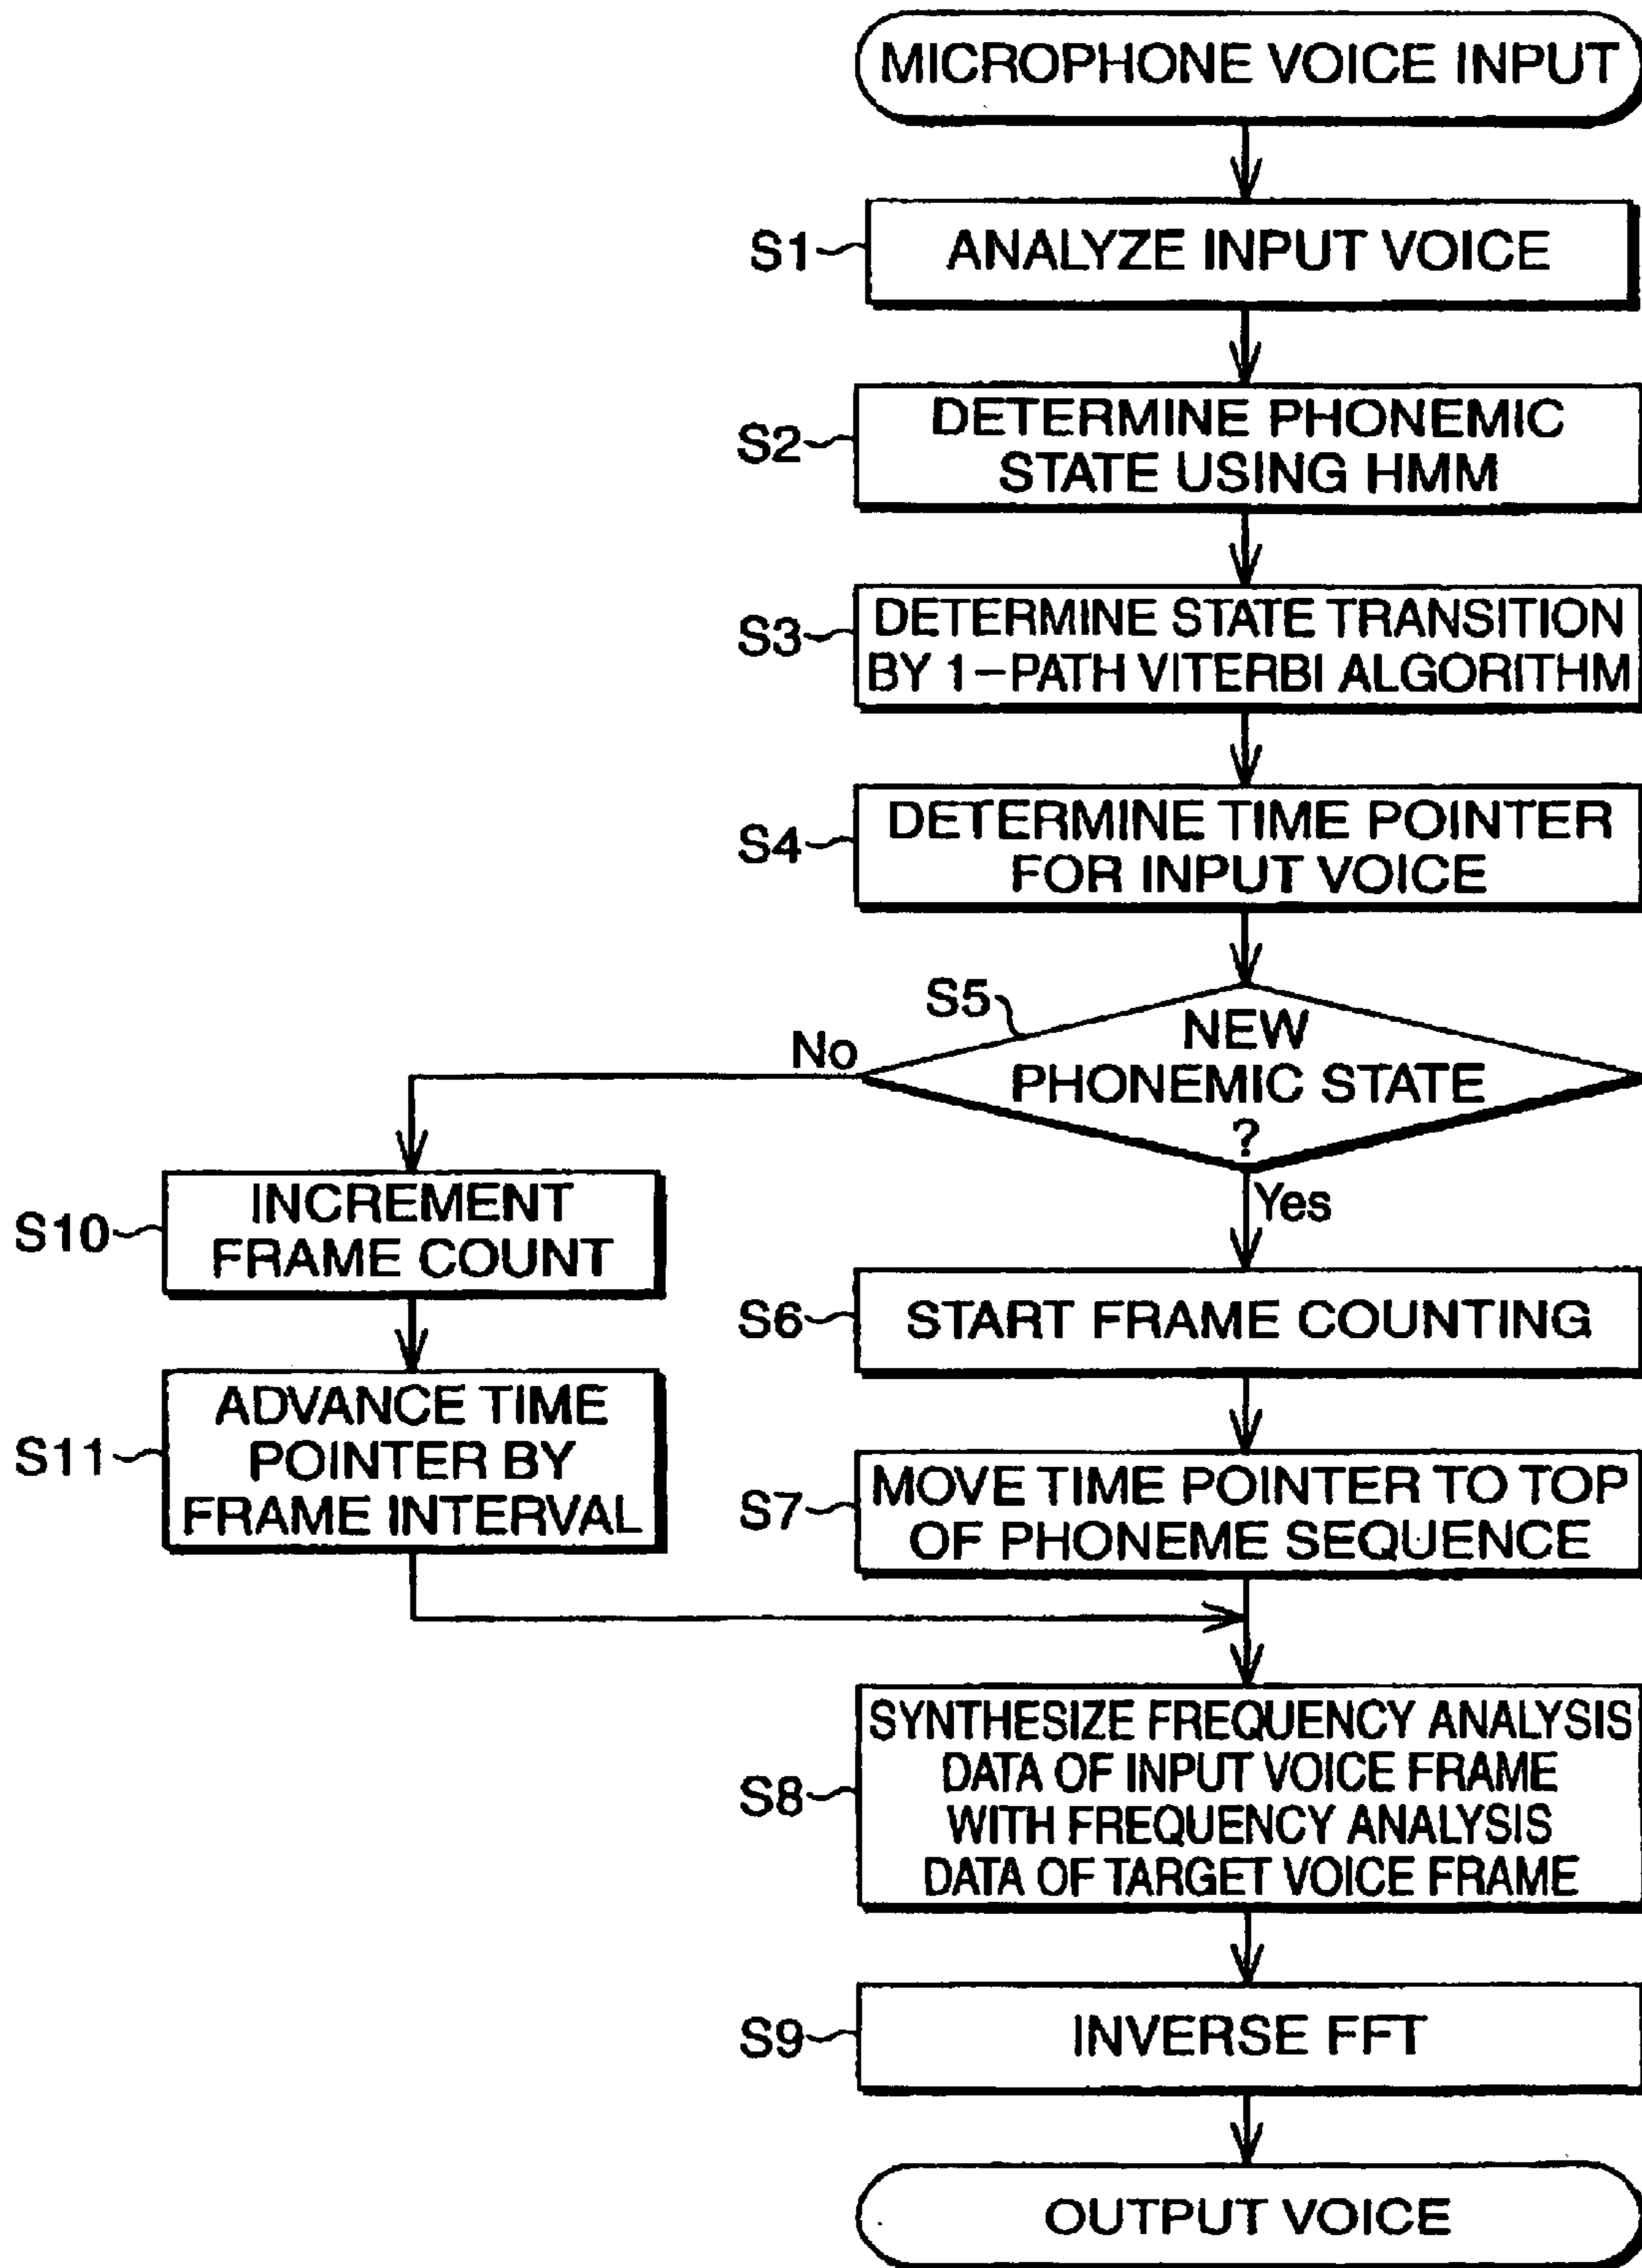 MICROPHONE VOICE INPUT
S1
ANALYZE INPUT VOICE
S2
DETERMINE PHONEMIC
STATE USING HMM
S3
DETERMINE STATE TRANSITION
BY 1-PATH VITERBI ALGORITHM
S4
DETERMINE TIME POINTER
FOR INPUT VOICE
S5
NEW
PHONEMIC STATE
?
No
Yes
S10
INCREMENT
FRAME COUNT
S11
ADVANCE TIME
POINTER BY
FRAME INTERVAL
S6
START FRAME COUNTING
S7
MOVE TIME POINTER TO TOP
OF PHONEME SEQUENCE
S8
SYNTHESIZE FREQUENCY ANALYSIS
DATA OF INPUT VOICE FRAME
WITH FREQUENCY ANALYSIS
DATA OF TARGET VOICE FRAME
S9
INVERSE FFT
OUTPUT VOICE